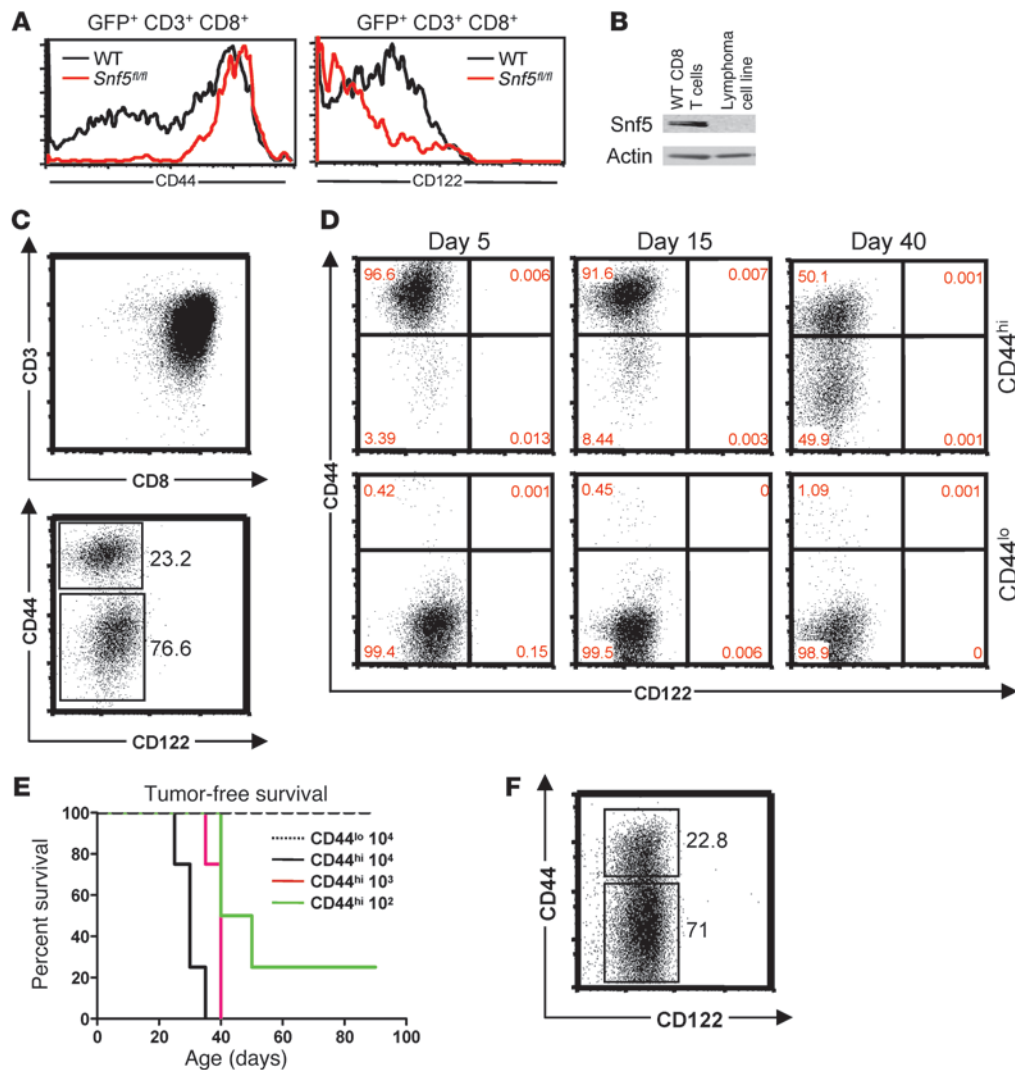 A
GFP+ CD3+ CD8+
WT
Snf5fl/fl
CD44
GFP+ CD3+ CD8+
WT
Snf5fl/fl
CD122
B
WT CD8
T cells
Lymphoma
cell line
Snf5
Actin
C
CD3
CD8
CD44
23.2
76.6
CD122
D
Day 5
Day 15
Day 40
CD44
96.6
0.006
91.6
0.007
50.1
0.001
3.39
0.013
8.44
0.003
49.9
0.001
CD44hi
0.42
0.001
0.45
0
1.09
0.001
99.4
0.15
99.5
0.006
98.9
0
CD44lo
CD122
E
Tumor-free survival
Percent survival
100
80
60
40
20
0
CD44lo 10⁴
CD44hi 10⁴
CD44hi 10³
CD44hi 10²
0 20 40 60 80 100
Age (days)
F
CD44
22.8
71
CD122